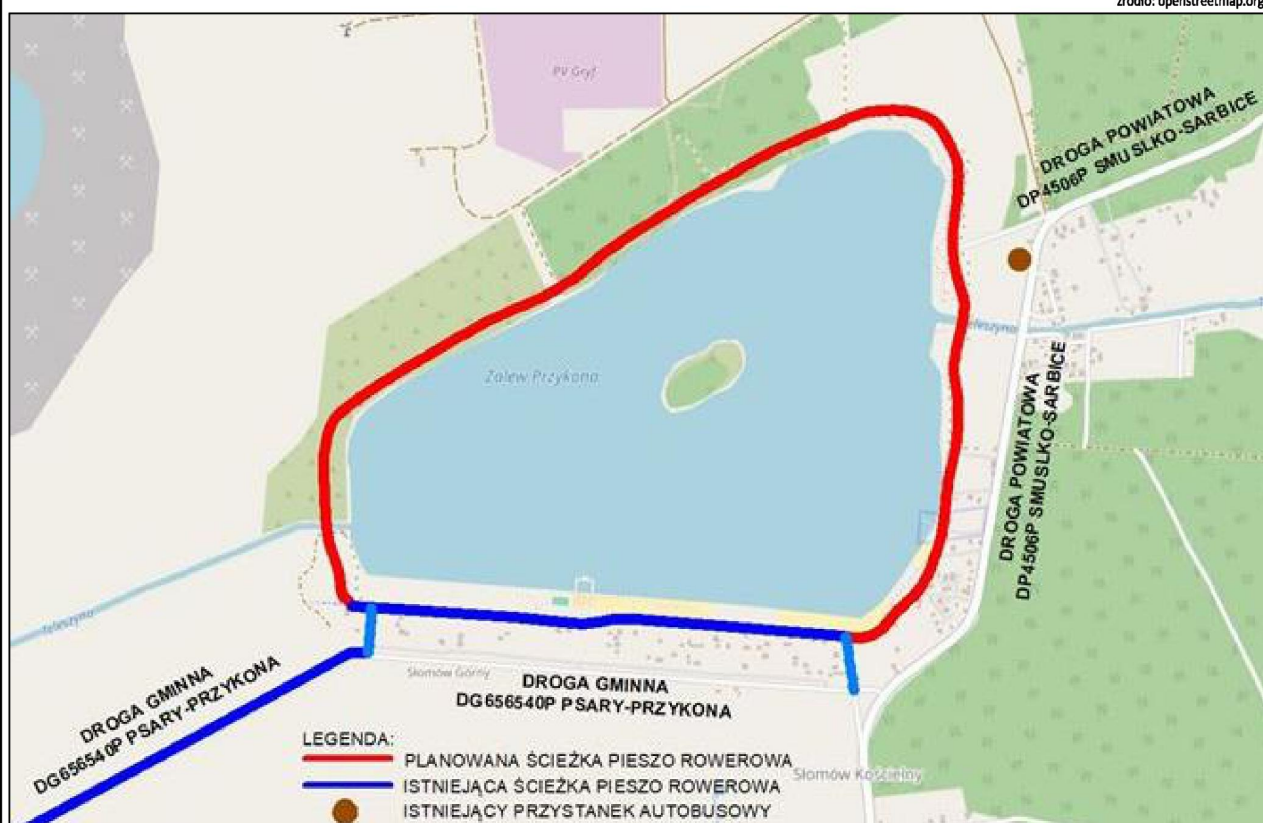 źródło: openstreetmap.org
PV Gryf
DROGA POWIATOWA
DP4506P SMUSLKO-SARBICE
Teleszyna
Zalew Przykona
DROGA POWIATOWA
DP4506P SMUSLKO-SARBICE
Teleszyna
DROGA GMINNA
DG656540P PSARY-PRZYKONA
Słomów Górny
DROGA GMINNA
DG656540P PSARY-PRZYKONA
LEGENDA:
PLANOWANA ŚCIEŻKA PIESZO ROWEROWA
Słomów Kościelny
ISTNIEJĄCA ŚCIEŻKA PIESZO ROWEROWA
ISTNIEJĄCY PRZYSTANEK AUTOBUSOWY